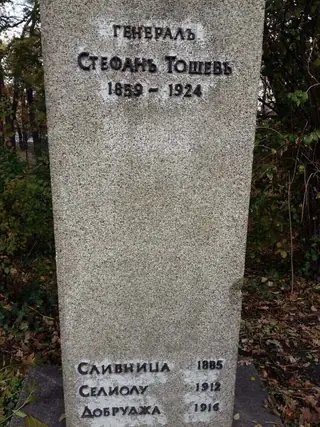 ГЕНЕРАЛЪ
СТЕФАНЪ ТОШЕВЪ
1859 – 1924
СЛИВНИЦА 1885
СЕЛИОЛУ 1912
ДОБРУДЖА 1916